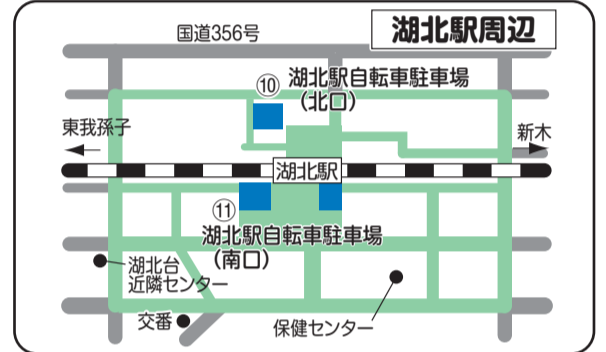 湖北駅周辺
国道356号
⑩ 湖北駅自転車駐車場
（北口）
東我孫子
新木
湖北駅
⑪
湖北駅自転車駐車場
（南口）
湖北台
近隣センター
交番
保健センター